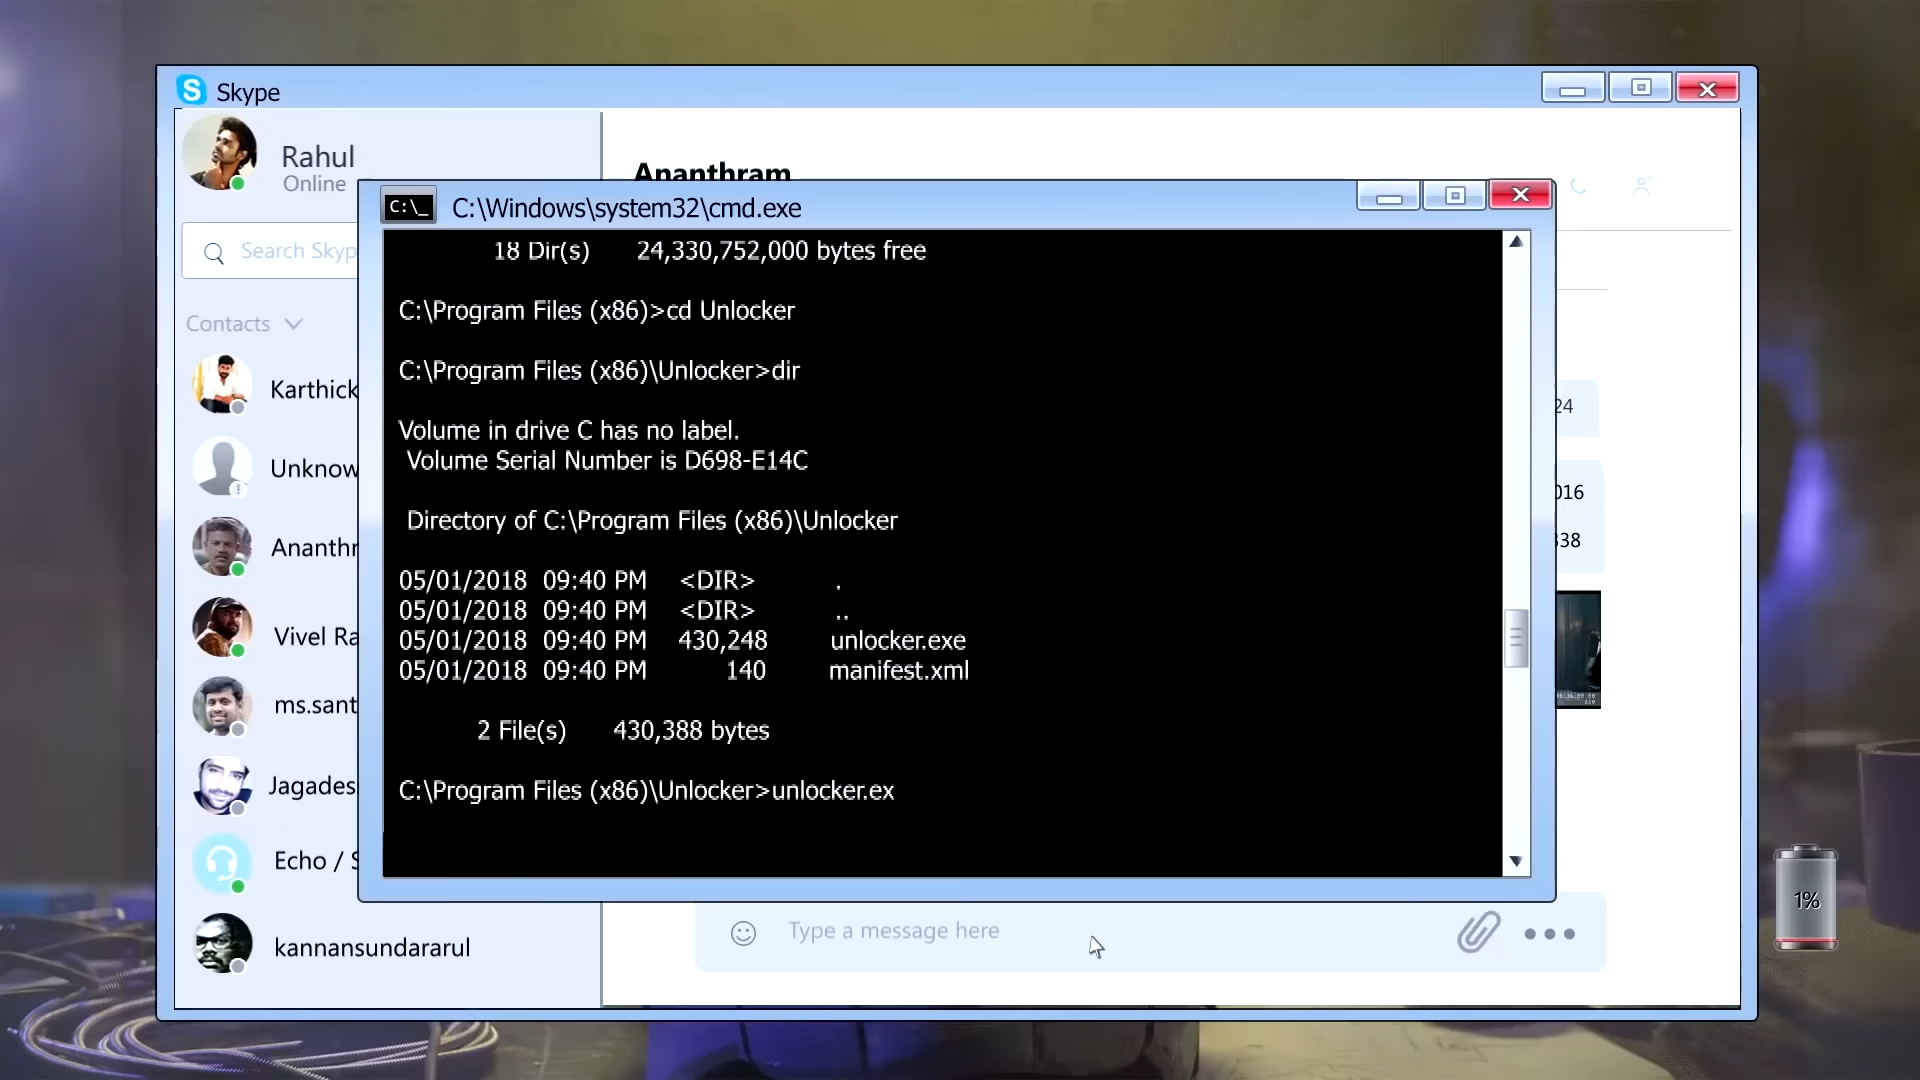 Skype
Rahul
Online
Search Skyp
Contacts
Karthick
Unknow
Ananthr
Vivel Ra
ms.sant
Jagades
Echo / S
kannansundararul
Ananthram
C:\_
C:\Windows\system32\cmd.exe
18 Dir(s) 24,330,752,000 bytes free
C:\Program Files (x86)>cd Unlocker
C:\Program Files (x86)\Unlocker>dir
Volume in drive C has no label.
Volume Serial Number is D698-E14C
Directory of C:\Program Files (x86)\Unlocker
05/01/2018 09:40 PM <DIR> .
05/01/2018 09:40 PM <DIR> ..
05/01/2018 09:40 PM 430,248 unlocker.exe
05/01/2018 09:40 PM 140 manifest.xml
2 File(s) 430,388 bytes
C:\Program Files (x86)\Unlocker>unlocker.ex
24
016
338
Type a message here
1%